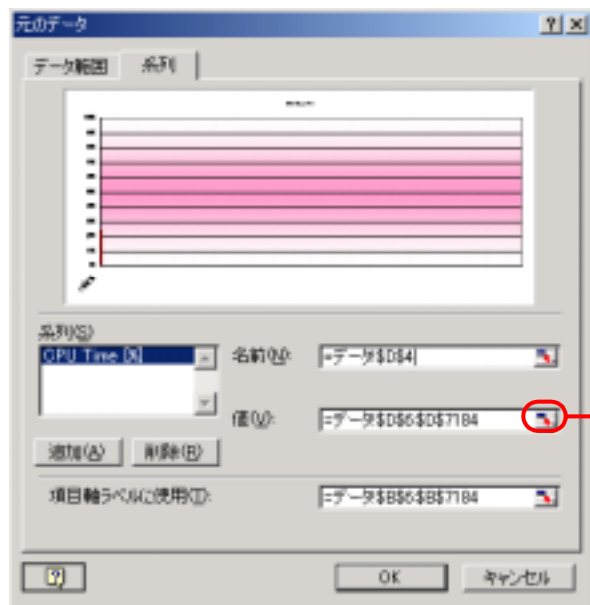 元のデータ
データ範囲 系列
系列(S)
CPU Time [%]
名前(N): =データ!$D$4
値(V): =データ!$D$6:$D$7184
追加(A) 削除(R)
項目軸ラベルに使用(T): =データ!$B$6:$B$7184
OK キャンセル